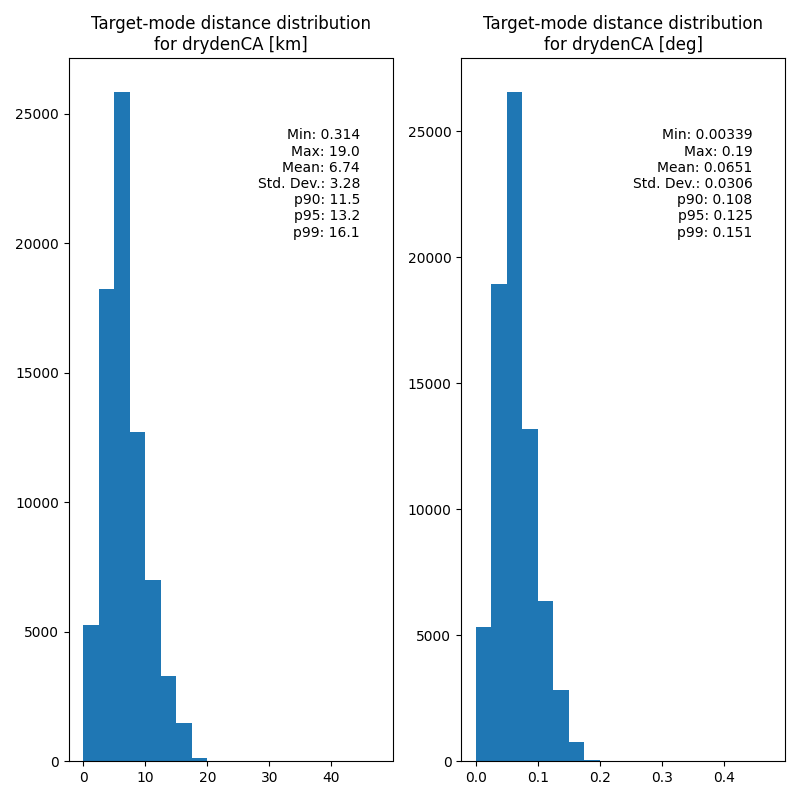 Target-mode distance distribution
for drydenCA [km]
Min: 0.314
Max: 19.0
Mean: 6.74
Std. Dev.: 3.28
p90: 11.5
p95: 13.2
p99: 16.1
25000
20000
15000
10000
5000
0
0 10 20 30 40
Target-mode distance distribution
for drydenCA [deg]
Min: 0.00339
Max: 0.19
Mean: 0.0651
Std. Dev.: 0.0306
p90: 0.108
p95: 0.125
p99: 0.151
25000
20000
15000
10000
5000
0
0.0 0.1 0.2 0.3 0.4